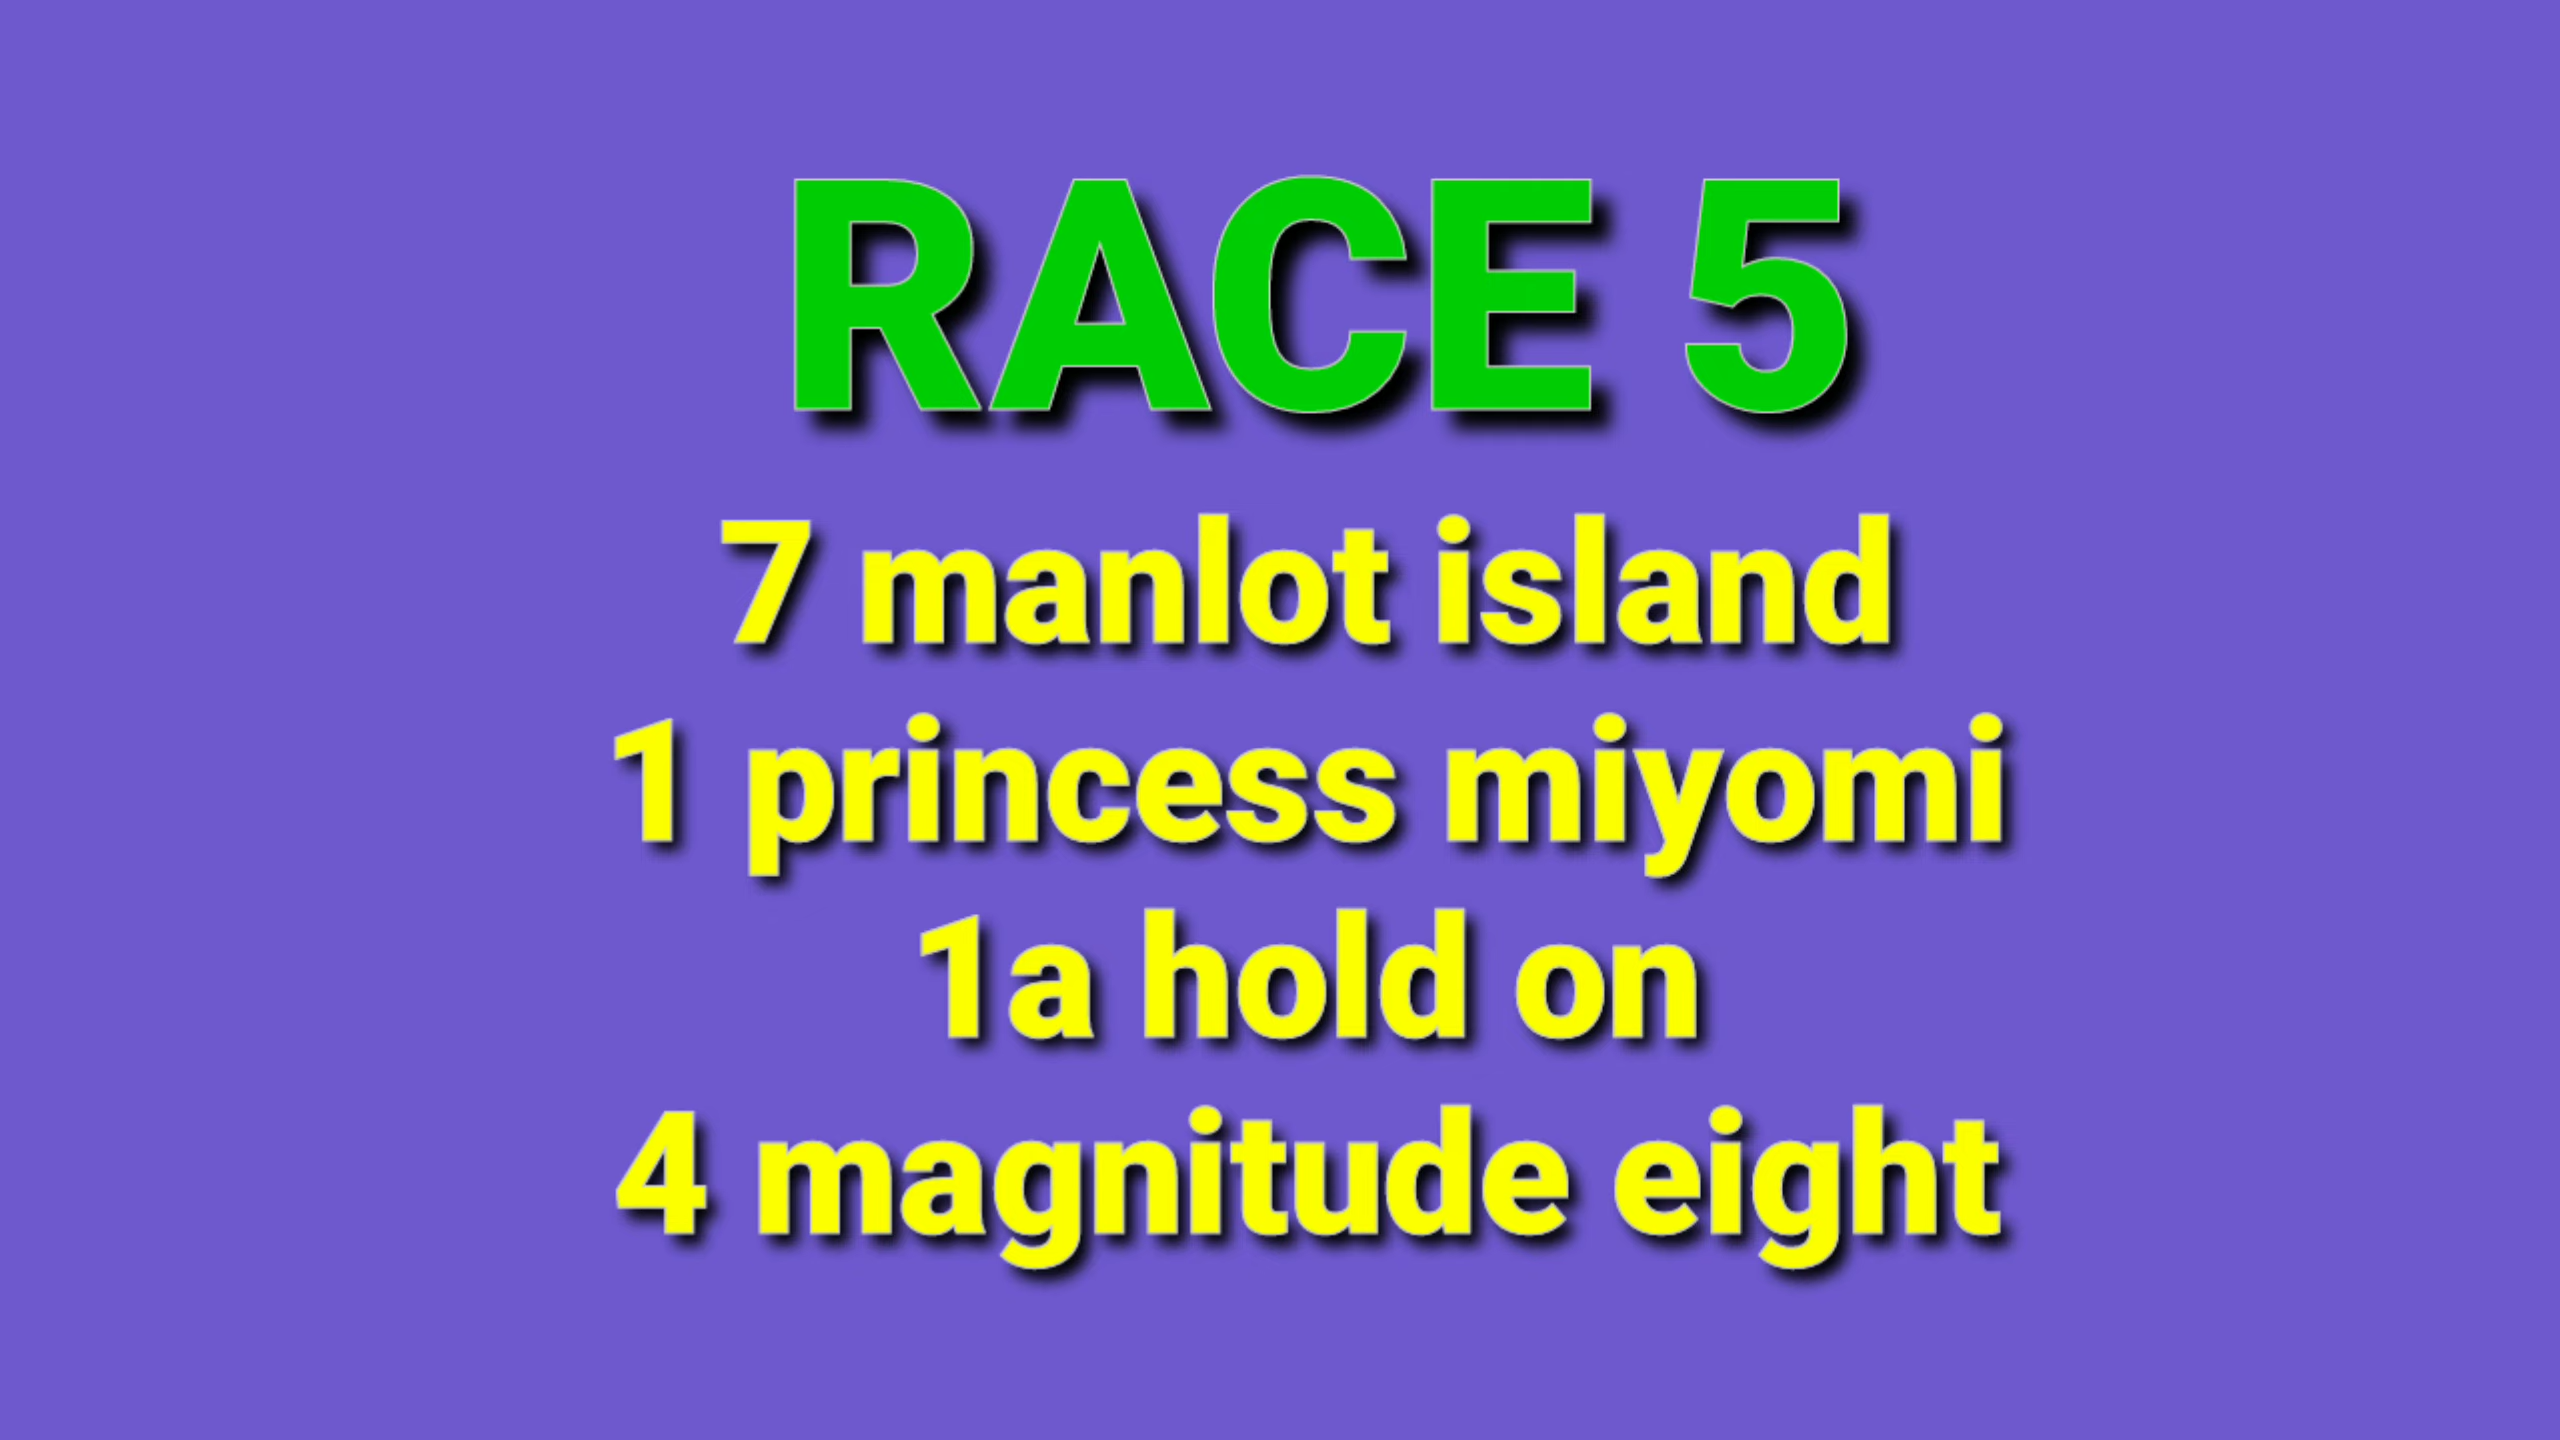 RACE 5
7 manlot island
1 princess miyomi
1a hold on
4 magnitude eight